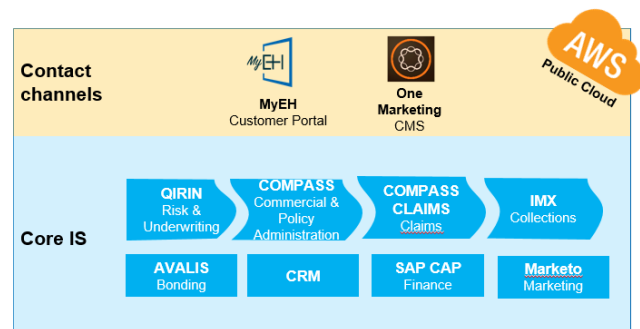 AWS
Public Cloud
Contact
channels
MyEH
MyEH
Customer Portal
One
Marketing
CMS
Core IS
QIRIN
Risk &
Underwriting
COMPASS
Commercial &
Policy
Administration
COMPASS
CLAIMS
Claims
IMX
Collections
AVALIS
Bonding
CRM
SAP CAP
Finance
Marketo
Marketing